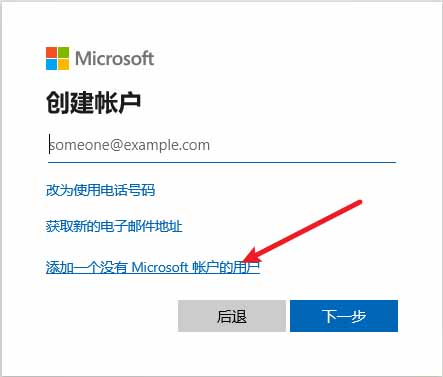 Microsoft
创建帐户
someone@example.com
改为使用电话号码
获取新的电子邮件地址
添加一个没有 Microsoft 帐户的用户
后退
下一步